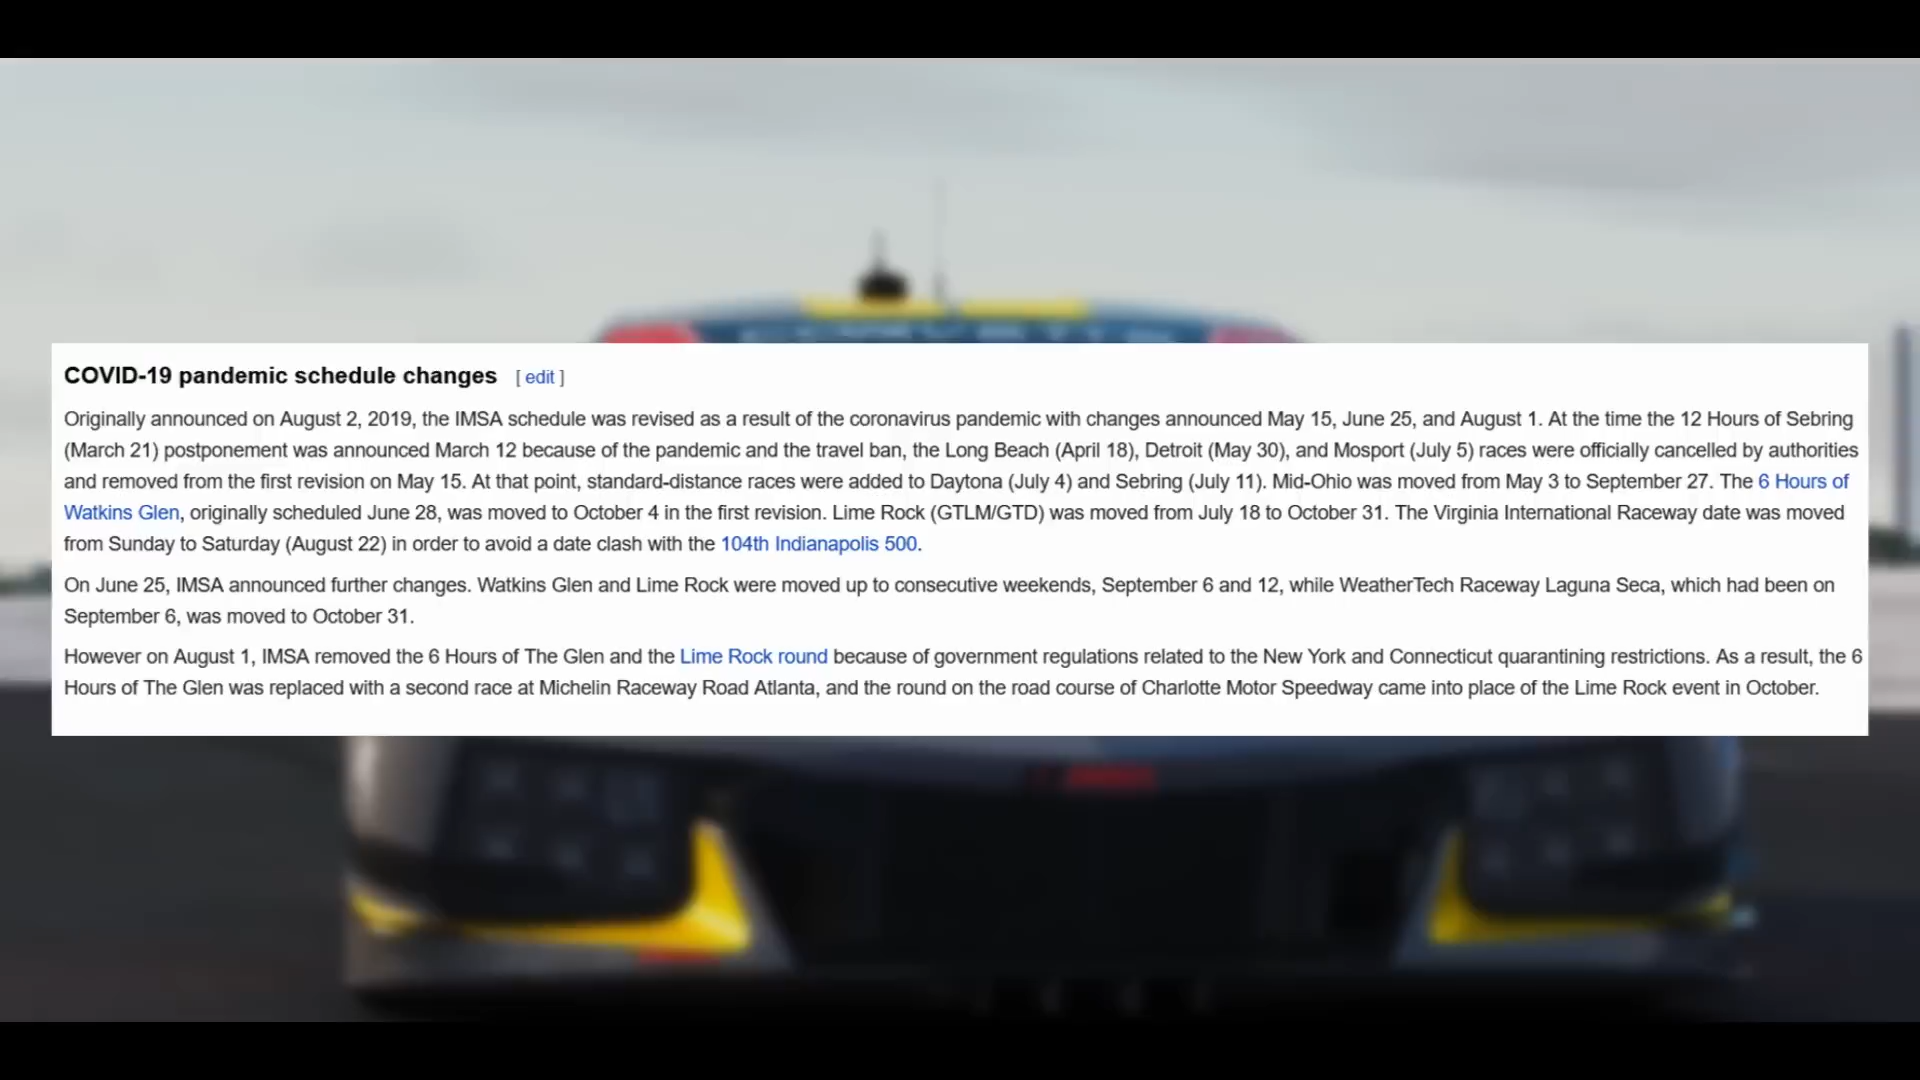 COVID-19 pandemic schedule changes [ edit ]
Originally announced on August 2, 2019, the IMSA schedule was revised as a result of the coronavirus pandemic with changes announced May 15, June 25, and August 1. At the time the 12 Hours of Sebring
(March 21) postponement was announced March 12 because of the pandemic and the travel ban, the Long Beach (April 18), Detroit (May 30), and Mosport (July 5) races were officially cancelled by authorities
and removed from the first revision on May 15. At that point, standard-distance races were added to Daytona (July 4) and Sebring (July 11). Mid-Ohio was moved from May 3 to September 27. The 6 Hours of
Watkins Glen, originally scheduled June 28, was moved to October 4 in the first revision. Lime Rock (GTLM/GTD) was moved from July 18 to October 31. The Virginia International Raceway date was moved
from Sunday to Saturday (August 22) in order to avoid a date clash with the 104th Indianapolis 500.
On June 25, IMSA announced further changes. Watkins Glen and Lime Rock were moved up to consecutive weekends, September 6 and 12, while WeatherTech Raceway Laguna Seca, which had been on
September 6, was moved to October 31.
However on August 1, IMSA removed the 6 Hours of The Glen and the Lime Rock round because of government regulations related to the New York and Connecticut quarantining restrictions. As a result, the 6
Hours of The Glen was replaced with a second race at Michelin Raceway Road Atlanta, and the round on the road course of Charlotte Motor Speedway came into place of the Lime Rock event in October.